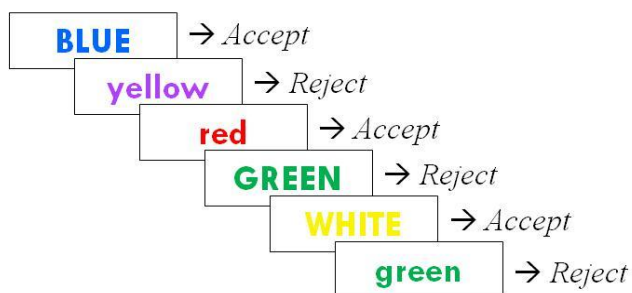 BLUE → Accept
yellow → Reject
red → Accept
GREEN → Reject
WHITE → Accept
green → Reject